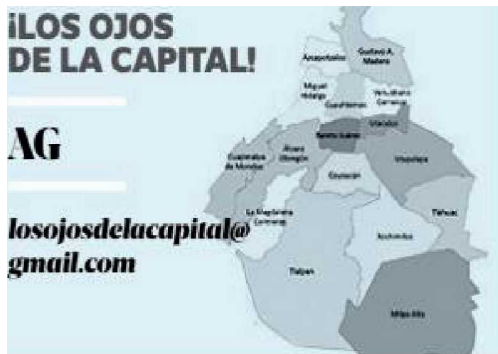 ¡LOS OJOS
DE LA CAPITAL!
AG
losojosdelacapital@
gmail.com
Azcapotzalco
Gustavo A.
Madero
Miguel
Hidalgo
Cuauhtémoc
Venustiano
Carranza
Benito Juárez
Iztacalco
Cuajimalpa
de Morelos
Álvaro
Obregón
Iztapalapa
Coyoacán
La Magdalena
Contreras
Tláhuac
Xochimilco
Tlalpan
Milpa Alta